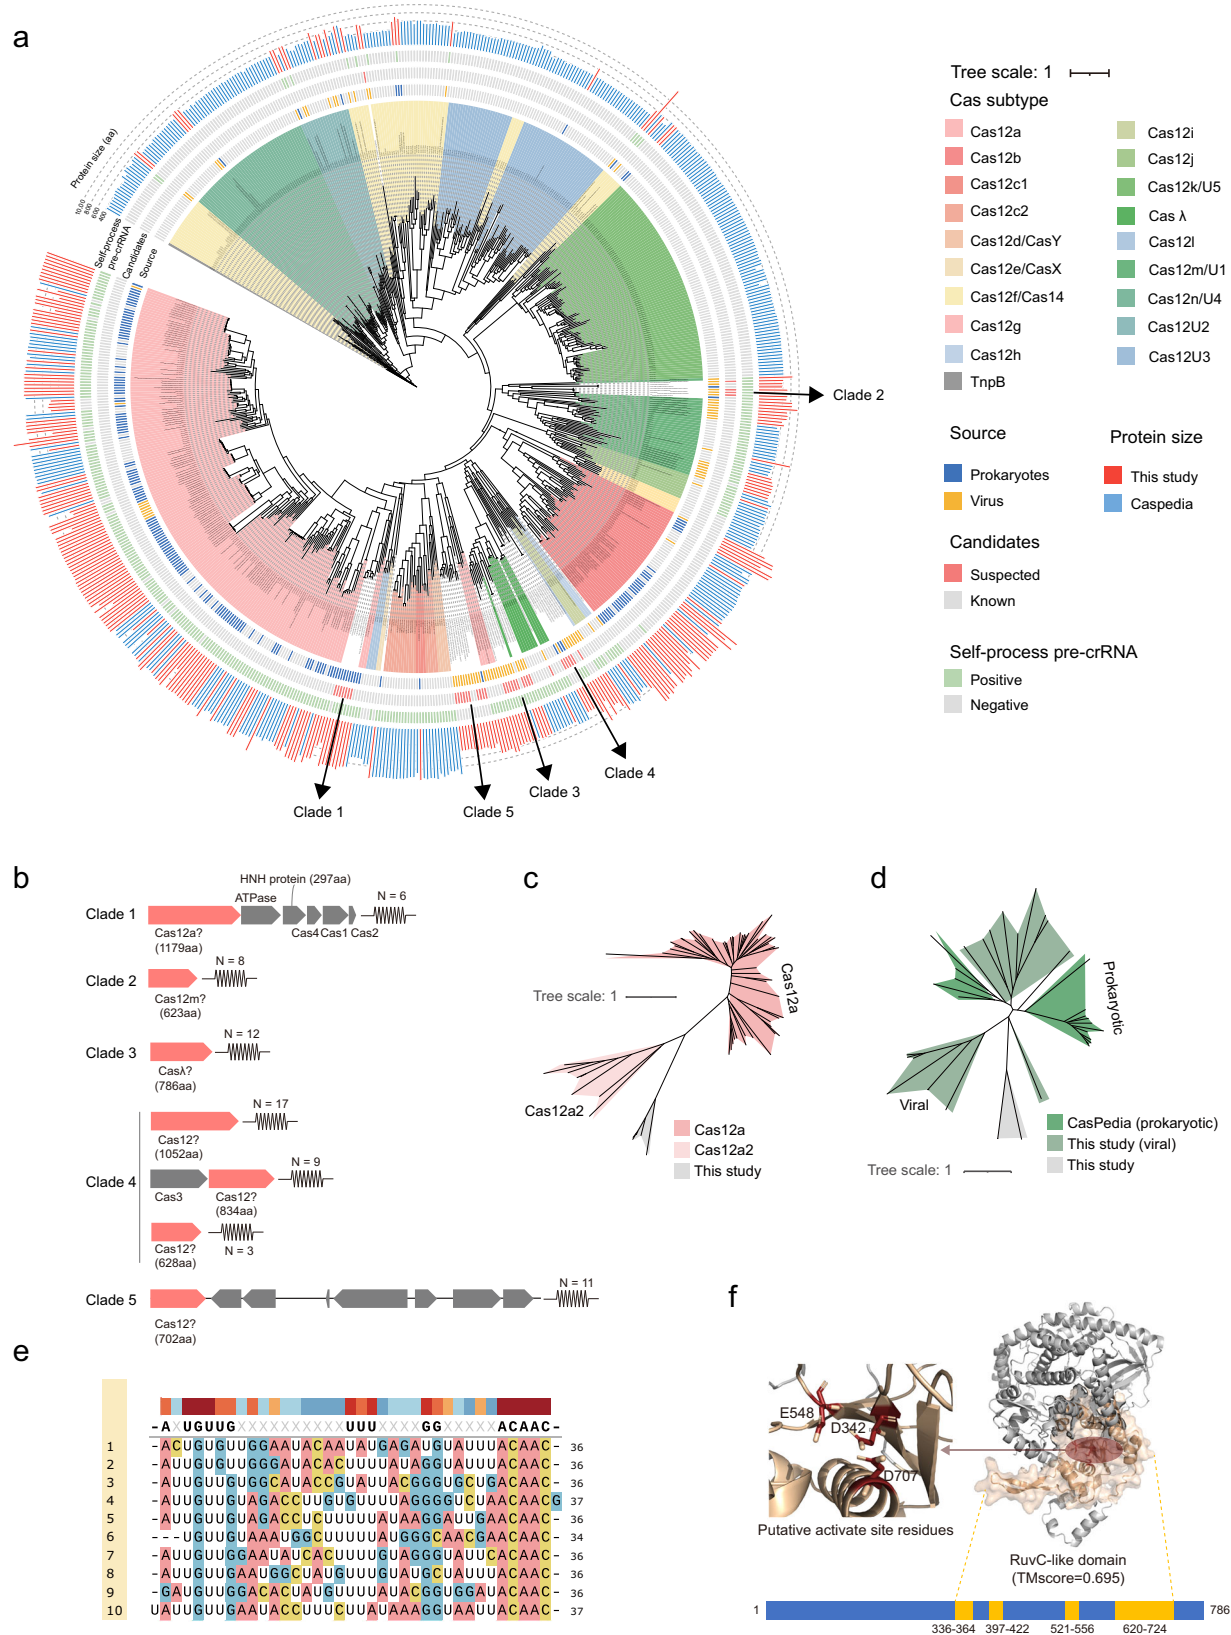 a
Tree scale: 1
Cas subtype
Cas12a
Cas12b
Cas12c1
Cas12c2
Cas12d/CasY
Cas12e/CasX
Cas12f/Cas14
Cas12g
Cas12h
TnpB
Cas12i
Cas12j
Cas12k/U5
Cas λ
Cas12l
Cas12m/U1
Cas12n/U4
Cas12U2
Cas12U3
Source
Prokaryotes
Virus
Protein size
This study
Caspedia
Candidates
Suspected
Known
Self-process pre-crRNA
Positive
Negative
Protein size (aa)
10,00
800
600
400
Self-process
pre-crRNA
Candidates
Source
Clade 2
Clade 4
Clade 3
Clade 5
Clade 1
b
Clade 1
ATPase
HNH protein (297aa)
N = 6
Cas4 Cas1 Cas2
Cas12a?
(1179aa)
Clade 2
N = 8
Cas12m?
(623aa)
Clade 3
N = 12
Casλ?
(786aa)
Clade 4
N = 17
Cas12?
(1052aa)
N = 9
Cas3
Cas12?
(834aa)
Cas12?
(628aa)
N = 3
Clade 5
N = 11
Cas12?
(702aa)
c
Tree scale: 1
Cas12a
Cas12a2
Cas12a
Cas12a2
This study
d
Prokaryotic
Viral
CasPedia (prokaryotic)
This study (viral)
This study
Tree scale: 1
e
-AXUGUUGXXXXXXXXXXUUUXXXXGGXXXXXACAAC-
1 -ACUGUGUUGGAAUACAAUAUGAGAUGUAUUUACAAC- 36
2 -AUUGUGUUGGGAUACACUUUUAUAGGUAUUUACAAC- 36
3 -AUUGUUGUGGCAUACCGUAUUACGGGUGCUGACAAC- 36
4 -AUUGUUGUAGACCUUGUGUUUUAGGGGUCUAACAACG 37
5 -AUUGUUGUAGACCUCUUUUUAUAAGGAUUGAACAAC- 36
6 ---UUGUUGUAAAUGGCUUUUUAUGGGCAACGAACAAC- 34
7 -AUUGUUGGAAUAUCACUUUUGUAGGGUAUUCACAAC- 36
8 -AUUGUUGAAUGGCUAUGUUUGUAUGCUAUUUACAAC- 36
9 -GAUGUUGGACACUAUGUUUUAUACGGUGGAUACAAC- 36
10 UAUUGUUGAAUACCUUUCUUAUAAAGGUAAUUACAAC- 37
f
E548
D342
D707
Putative activate site residues
RuvC-like domain
(TMscore=0.695)
1
786
336-364
397-422
521-556
620-724